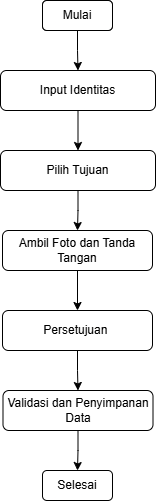 Mulai
Input Identitas
Pilih Tujuan
Ambil Foto dan Tanda
Tangan
Persetujuan
Validasi dan Penyimpanan
Data
Selesai